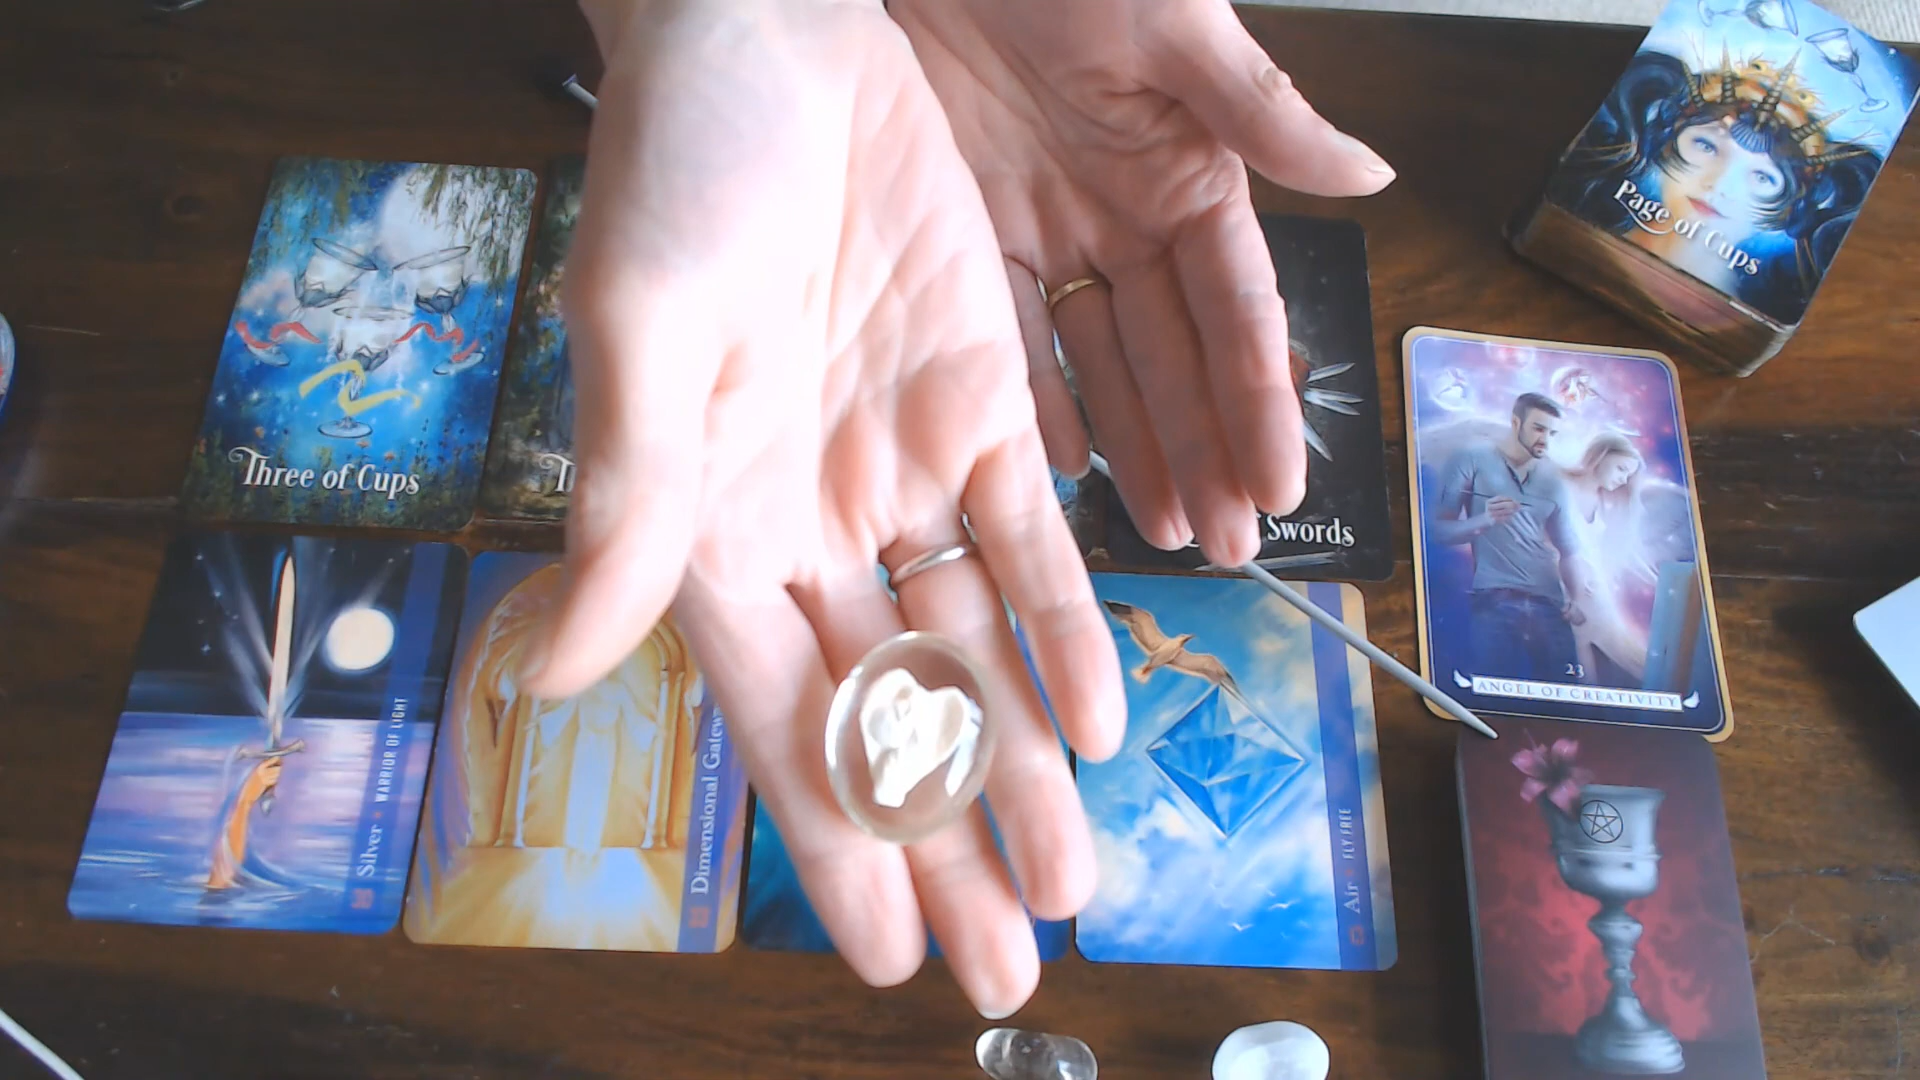 Page of Cups
Three of Cups
Swords
23
ANGEL OF CREATIVITY
Silver • WARRIOR OF LIGHT
Dimensional Gatew
Air • FLY FREE